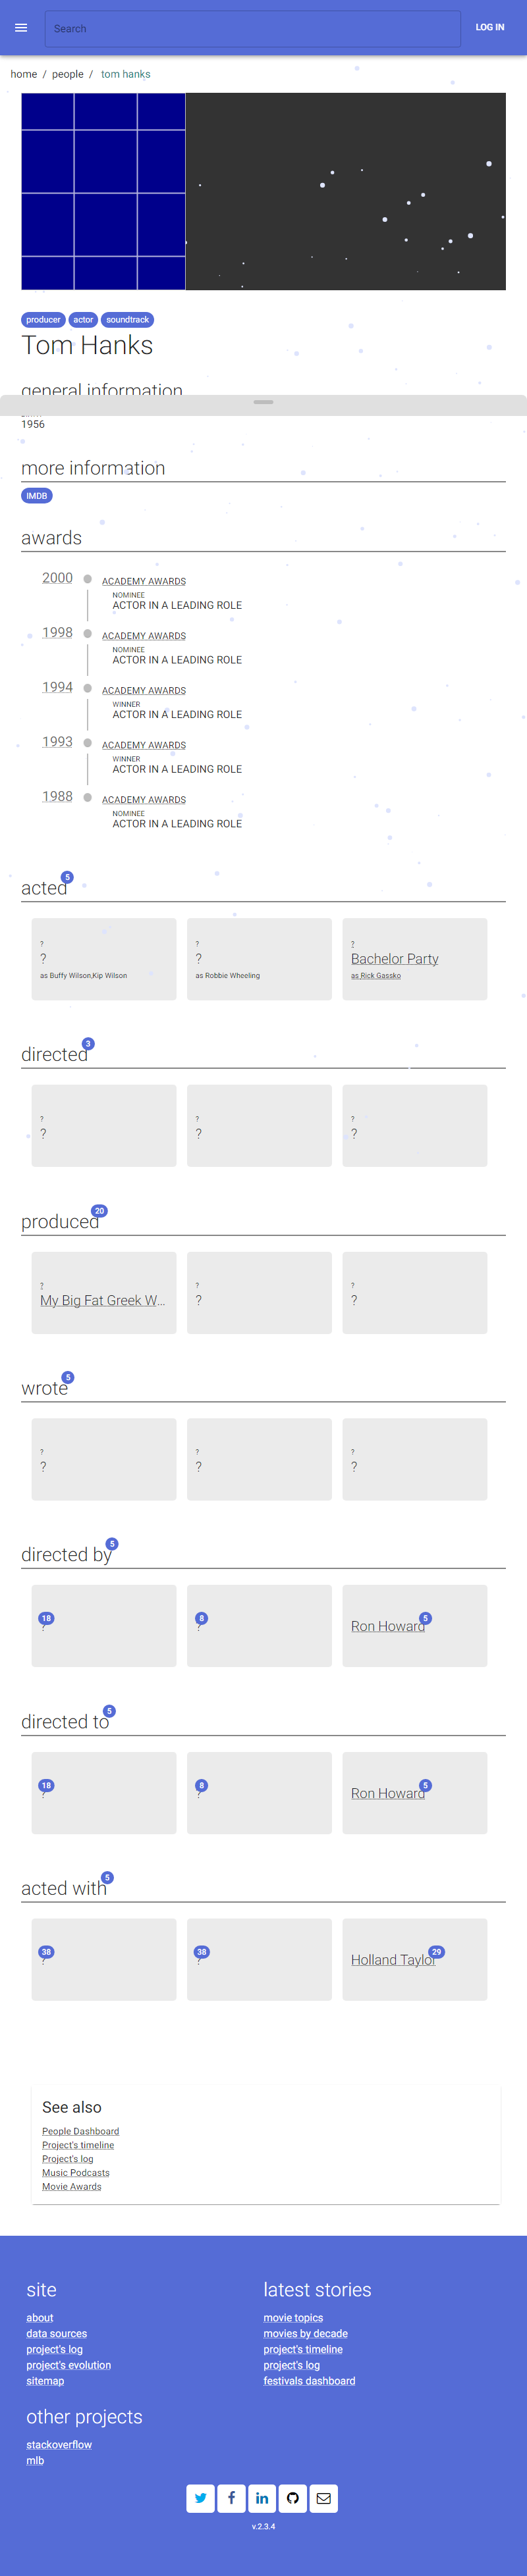 Search
LOG IN
home / people / tom hanks
producer actor soundtrack
Tom Hanks
general information
1956
more information
IMDB
awards
2000 ACADEMY AWARDS
NOMINEE
ACTOR IN A LEADING ROLE
1998 ACADEMY AWARDS
NOMINEE
ACTOR IN A LEADING ROLE
1994 ACADEMY AWARDS
WINNER
ACTOR IN A LEADING ROLE
1993 ACADEMY AWARDS
WINNER
ACTOR IN A LEADING ROLE
1988 ACADEMY AWARDS
NOMINEE
ACTOR IN A LEADING ROLE
acted 5
? ? ?
? ? Bachelor Party
as Buffy Wilson,Kip Wilson as Robbie Wheeling as Rick Gassko
directed 3
? ? ?
? ? ?
produced 20
? ? ?
My Big Fat Greek W... ? ?
wrote 5
? ? ?
? ? ?
directed by 5
? 18 ? 8 Ron Howard 5
directed to 5
? 18 ? 8 Ron Howard 5
acted with 5
? 38 ? 38 Holland Taylor 29
See also
People Dashboard
Project's timeline
Project's log
Music Podcasts
Movie Awards
site
about
data sources
project's log
project's evolution
sitemap
latest stories
movie topics
movies by decade
project's timeline
project's log
festivals dashboard
other projects
stackoverflow
mlb
v.2.3.4